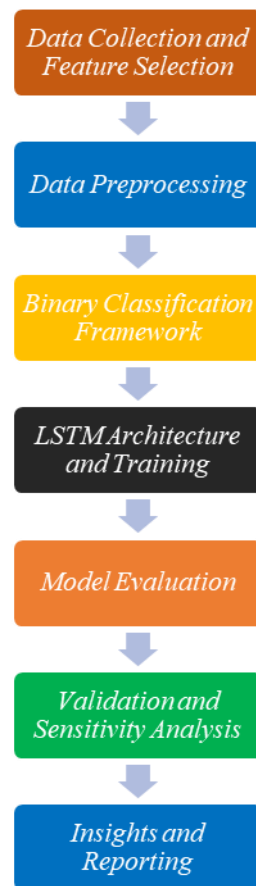 Data Collection and
Feature Selection
Data Preprocessing
Binary Classification
Framework
LSTM Architecture
and Training
Model Evaluation
Validation and
Sensitivity Analysis
Insights and
Reporting